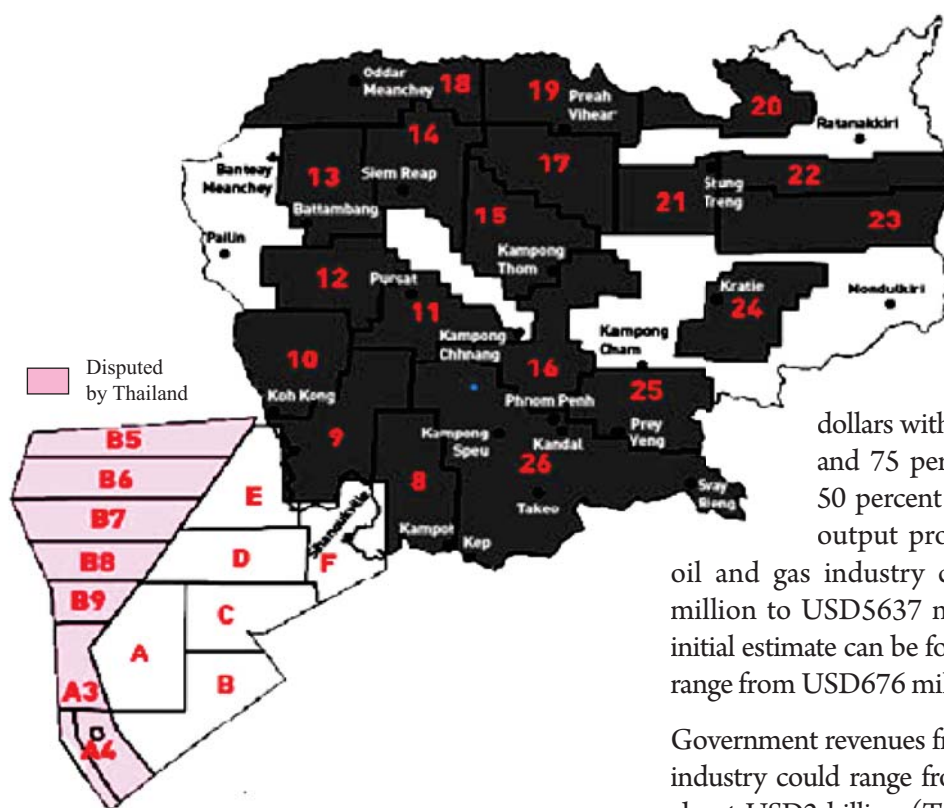 Oddar
Meanchey
18
19
Preah
Vihear
20
Ratanakkiri
14
Banteay
Meanchey
13
Siem Reap
17
Stung
Treng
22
21
23
Battambang
15
Pailin
Kampong
Thom
12
Pursat
Kratie
24
Mondulkiri
11
Kampong
Chhnang
Kampong
Cham
10
16
25
Koh Kong
Phnom Penh
9
Kampong
Speu
Kandal
Prey
Veng
8
26
Takeo
Svay
Rieng
Kampot
Kep
Sihanoukville
Disputed
by Thailand
B5
B6
B7
B8
B9
E
D
F
C
A
B
A3
A4
dollars with
and 75 per
50 percent
output pro
oil and gas industry c
million to USD5637 m
initial estimate can be fo
range from USD676 mil
Government revenues fr
industry could range fro